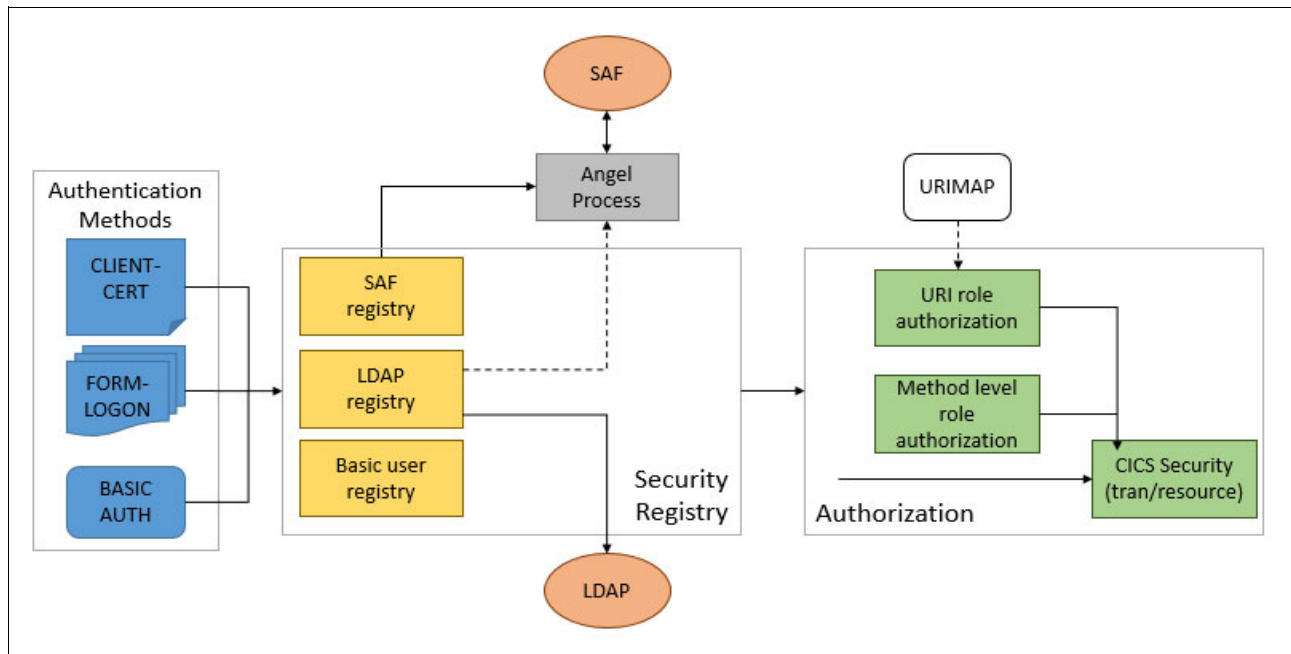 SAF
Angel
Process
URIMAP
Authentication
Methods
CLIENT-
CERT
FORM-
LOGON
BASIC
AUTH
SAF
registry
LDAP
registry
Basic user
registry
Security
Registry
LDAP
URI role
authorization
Method level
role
authorization
CICS Security
(tran/resource)
Authorization